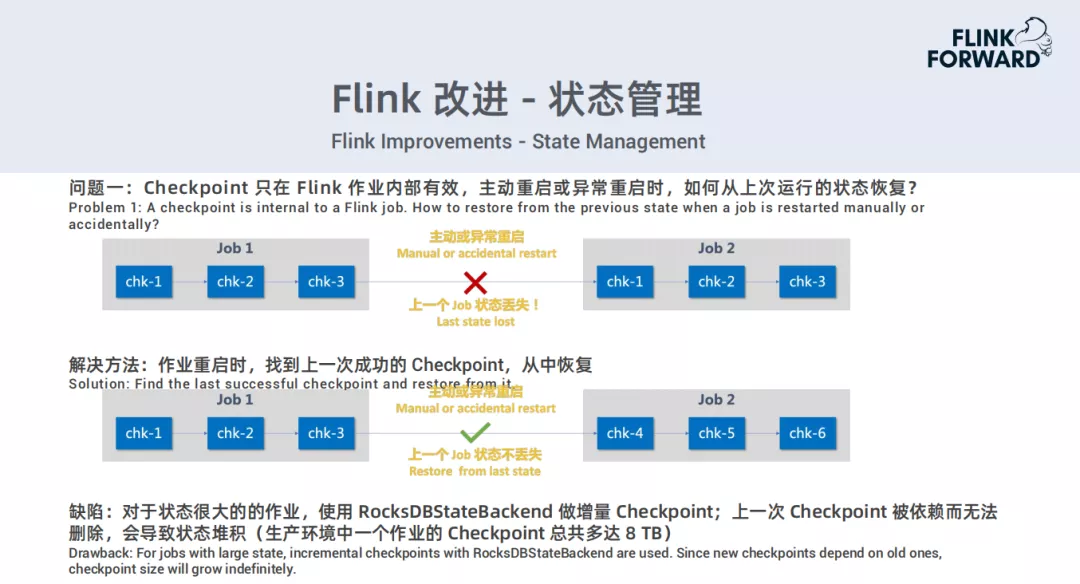 FLINK
FORWARD
Flink 改进 - 状态管理
Flink Improvements - State Management
问题一：Checkpoint 只在 Flink 作业内部有效，主动重启或异常重启时，如何从上次运行的状态恢复？
Problem 1: A checkpoint is internal to a Flink job. How to restore from the previous state when a job is restarted manually or
accidentally?
Job 1
主动或异常重启
Manual or accidental restart
Job 2
chk-1
chk-2
chk-3
chk-1
chk-2
chk-3
上一个 Job 状态丢失！
Last state lost
解决方法：作业重启时，找到上一次成功的 Checkpoint，从中恢复
Solution: Find the last successful checkpoint and restore from it
Job 1
主动或异常重启
Manual or accidental restart
Job 2
chk-1
chk-2
chk-3
chk-4
chk-5
chk-6
上一个 Job 状态不丢失
Restore from last state
缺陷：对于状态很大的的作业，使用 RocksDBStateBackend 做增量 Checkpoint；上一次 Checkpoint 被依赖而无法
删除，会导致状态堆积（生产环境中一个作业的 Checkpoint 总共多达 8 TB）
Drawback: For jobs with large state, incremental checkpoints with RocksDBStateBackend are used. Since new checkpoints depend on old ones,
checkpoint size will grow indefinitely.